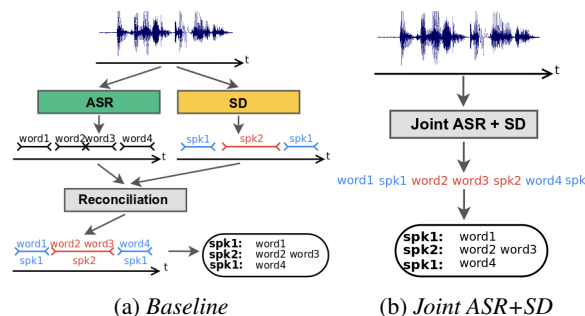 t
ASR
SD
word1 word2 word3 word4
t
spk1 spk2 spk1
t
Reconciliation
word1 word2 word3 word4
spk1 spk2 spk1
t
spk1: word1
spk2: word2 word3
spk1: word4
(a) Baseline
t
Joint ASR + SD
word1 spk1 word2 word3 spk2 word4 spk
spk1: word1
spk2: word2 word3
spk1: word4
(b) Joint ASR+SD